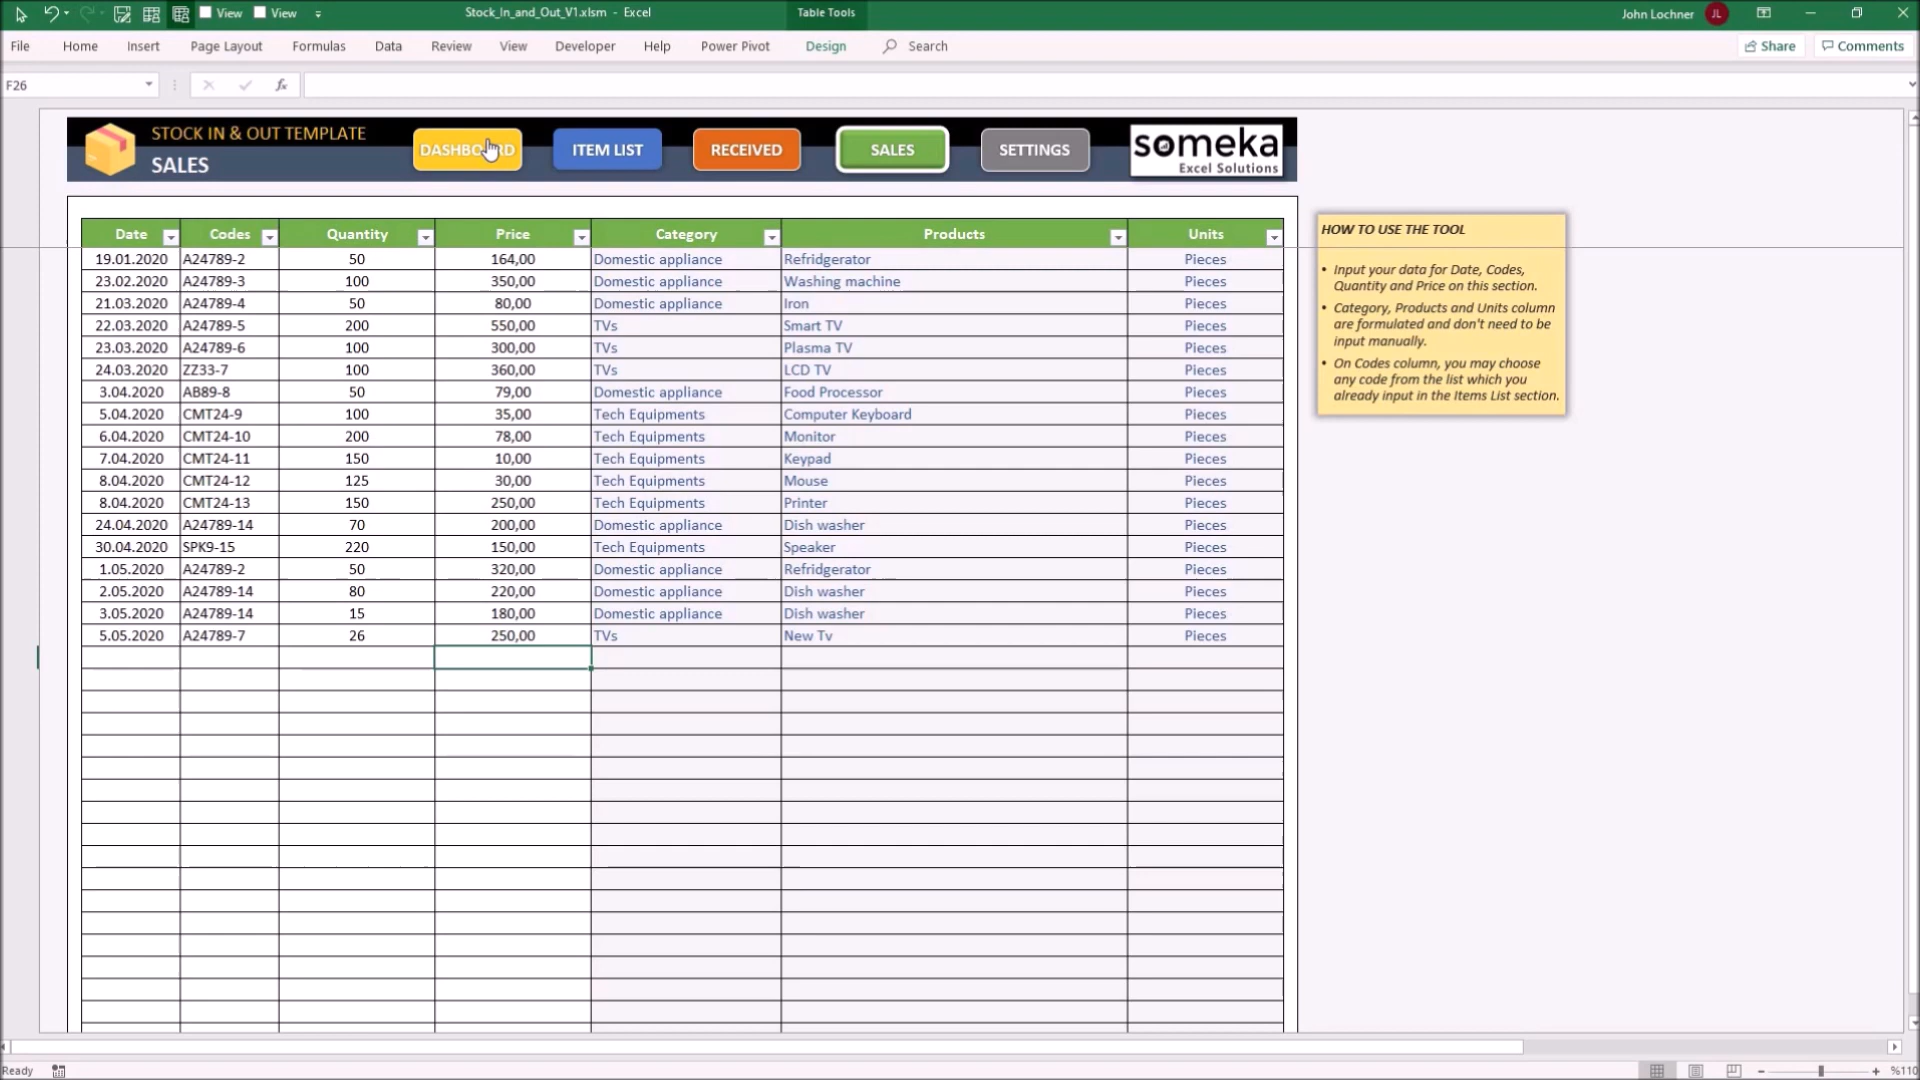 View View Stock_In_and_Out_V1.xlsm - Excel Table Tools John Lochner JL
File Home Insert Page Layout Formulas Data Review View Developer Help Power Pivot Design Search Share Comments
F26 fx
STOCK IN & OUT TEMPLATE
SALES
DASHBOARD ITEM LIST RECEIVED SALES SETTINGS
someka
Excel Solutions
Date Codes Quantity Price Category Products Units
19.01.2020 A24789-2 50 164,00 Domestic appliance Refridgerator Pieces
23.02.2020 A24789-3 100 350,00 Domestic appliance Washing machine Pieces
21.03.2020 A24789-4 50 80,00 Domestic appliance Iron Pieces
22.03.2020 A24789-5 200 550,00 TVs Smart TV Pieces
23.03.2020 A24789-6 100 300,00 TVs Plasma TV Pieces
24.03.2020 ZZ33-7 100 360,00 TVs LCD TV Pieces
3.04.2020 AB89-8 50 79,00 Domestic appliance Food Processor Pieces
5.04.2020 CMT24-9 100 35,00 Tech Equipments Computer Keyboard Pieces
6.04.2020 CMT24-10 200 78,00 Tech Equipments Monitor Pieces
7.04.2020 CMT24-11 150 10,00 Tech Equipments Keypad Pieces
8.04.2020 CMT24-12 125 30,00 Tech Equipments Mouse Pieces
8.04.2020 CMT24-13 150 250,00 Tech Equipments Printer Pieces
24.04.2020 A24789-14 70 200,00 Domestic appliance Dish washer Pieces
30.04.2020 SPK9-15 220 150,00 Tech Equipments Speaker Pieces
1.05.2020 A24789-2 50 320,00 Domestic appliance Refridgerator Pieces
2.05.2020 A24789-14 80 220,00 Domestic appliance Dish washer Pieces
3.05.2020 A24789-14 15 180,00 Domestic appliance Dish washer Pieces
5.05.2020 A24789-7 26 250,00 TVs New Tv Pieces
HOW TO USE THE TOOL
• Input your data for Date, Codes,
Quantity and Price on this section.
• Category, Products and Units column
are formulated and don't need to be
input manually.
• On Codes column, you may choose
any code from the list which you
already input in the Items List section.
Ready %110